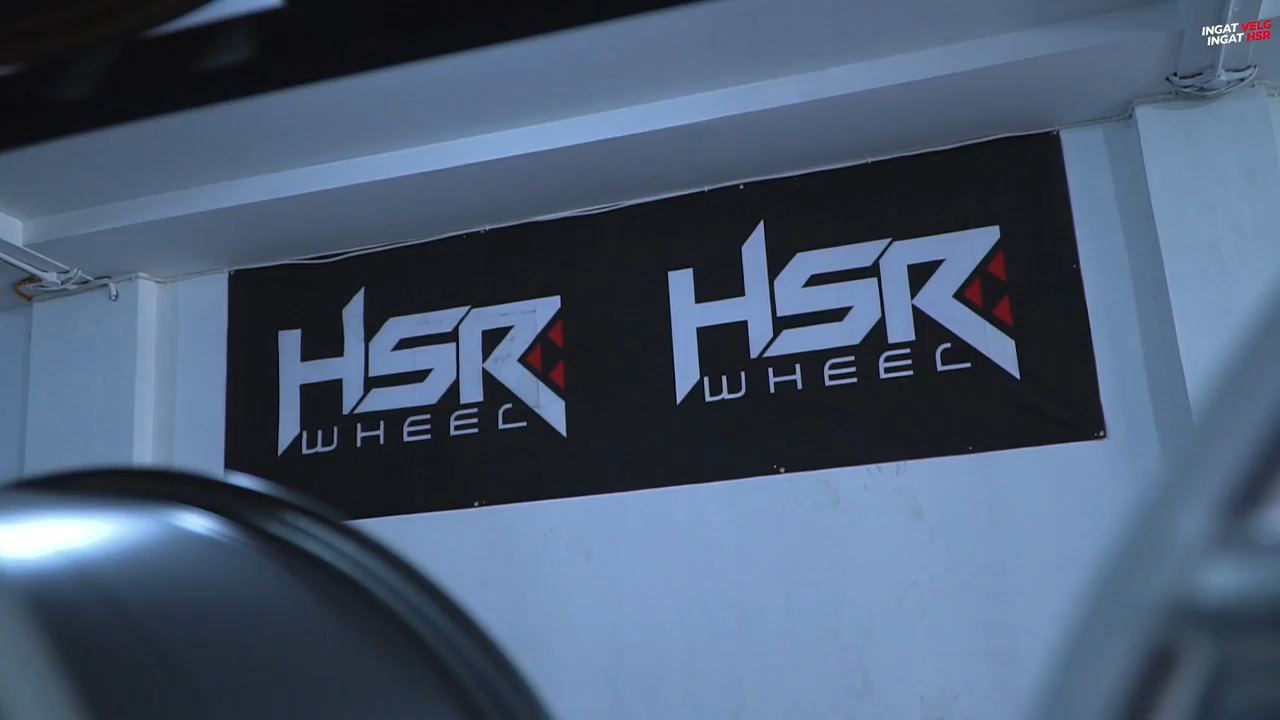 INGAT VELG
INGAT HSR
HSR
WHEEL
HSR
WHEEL